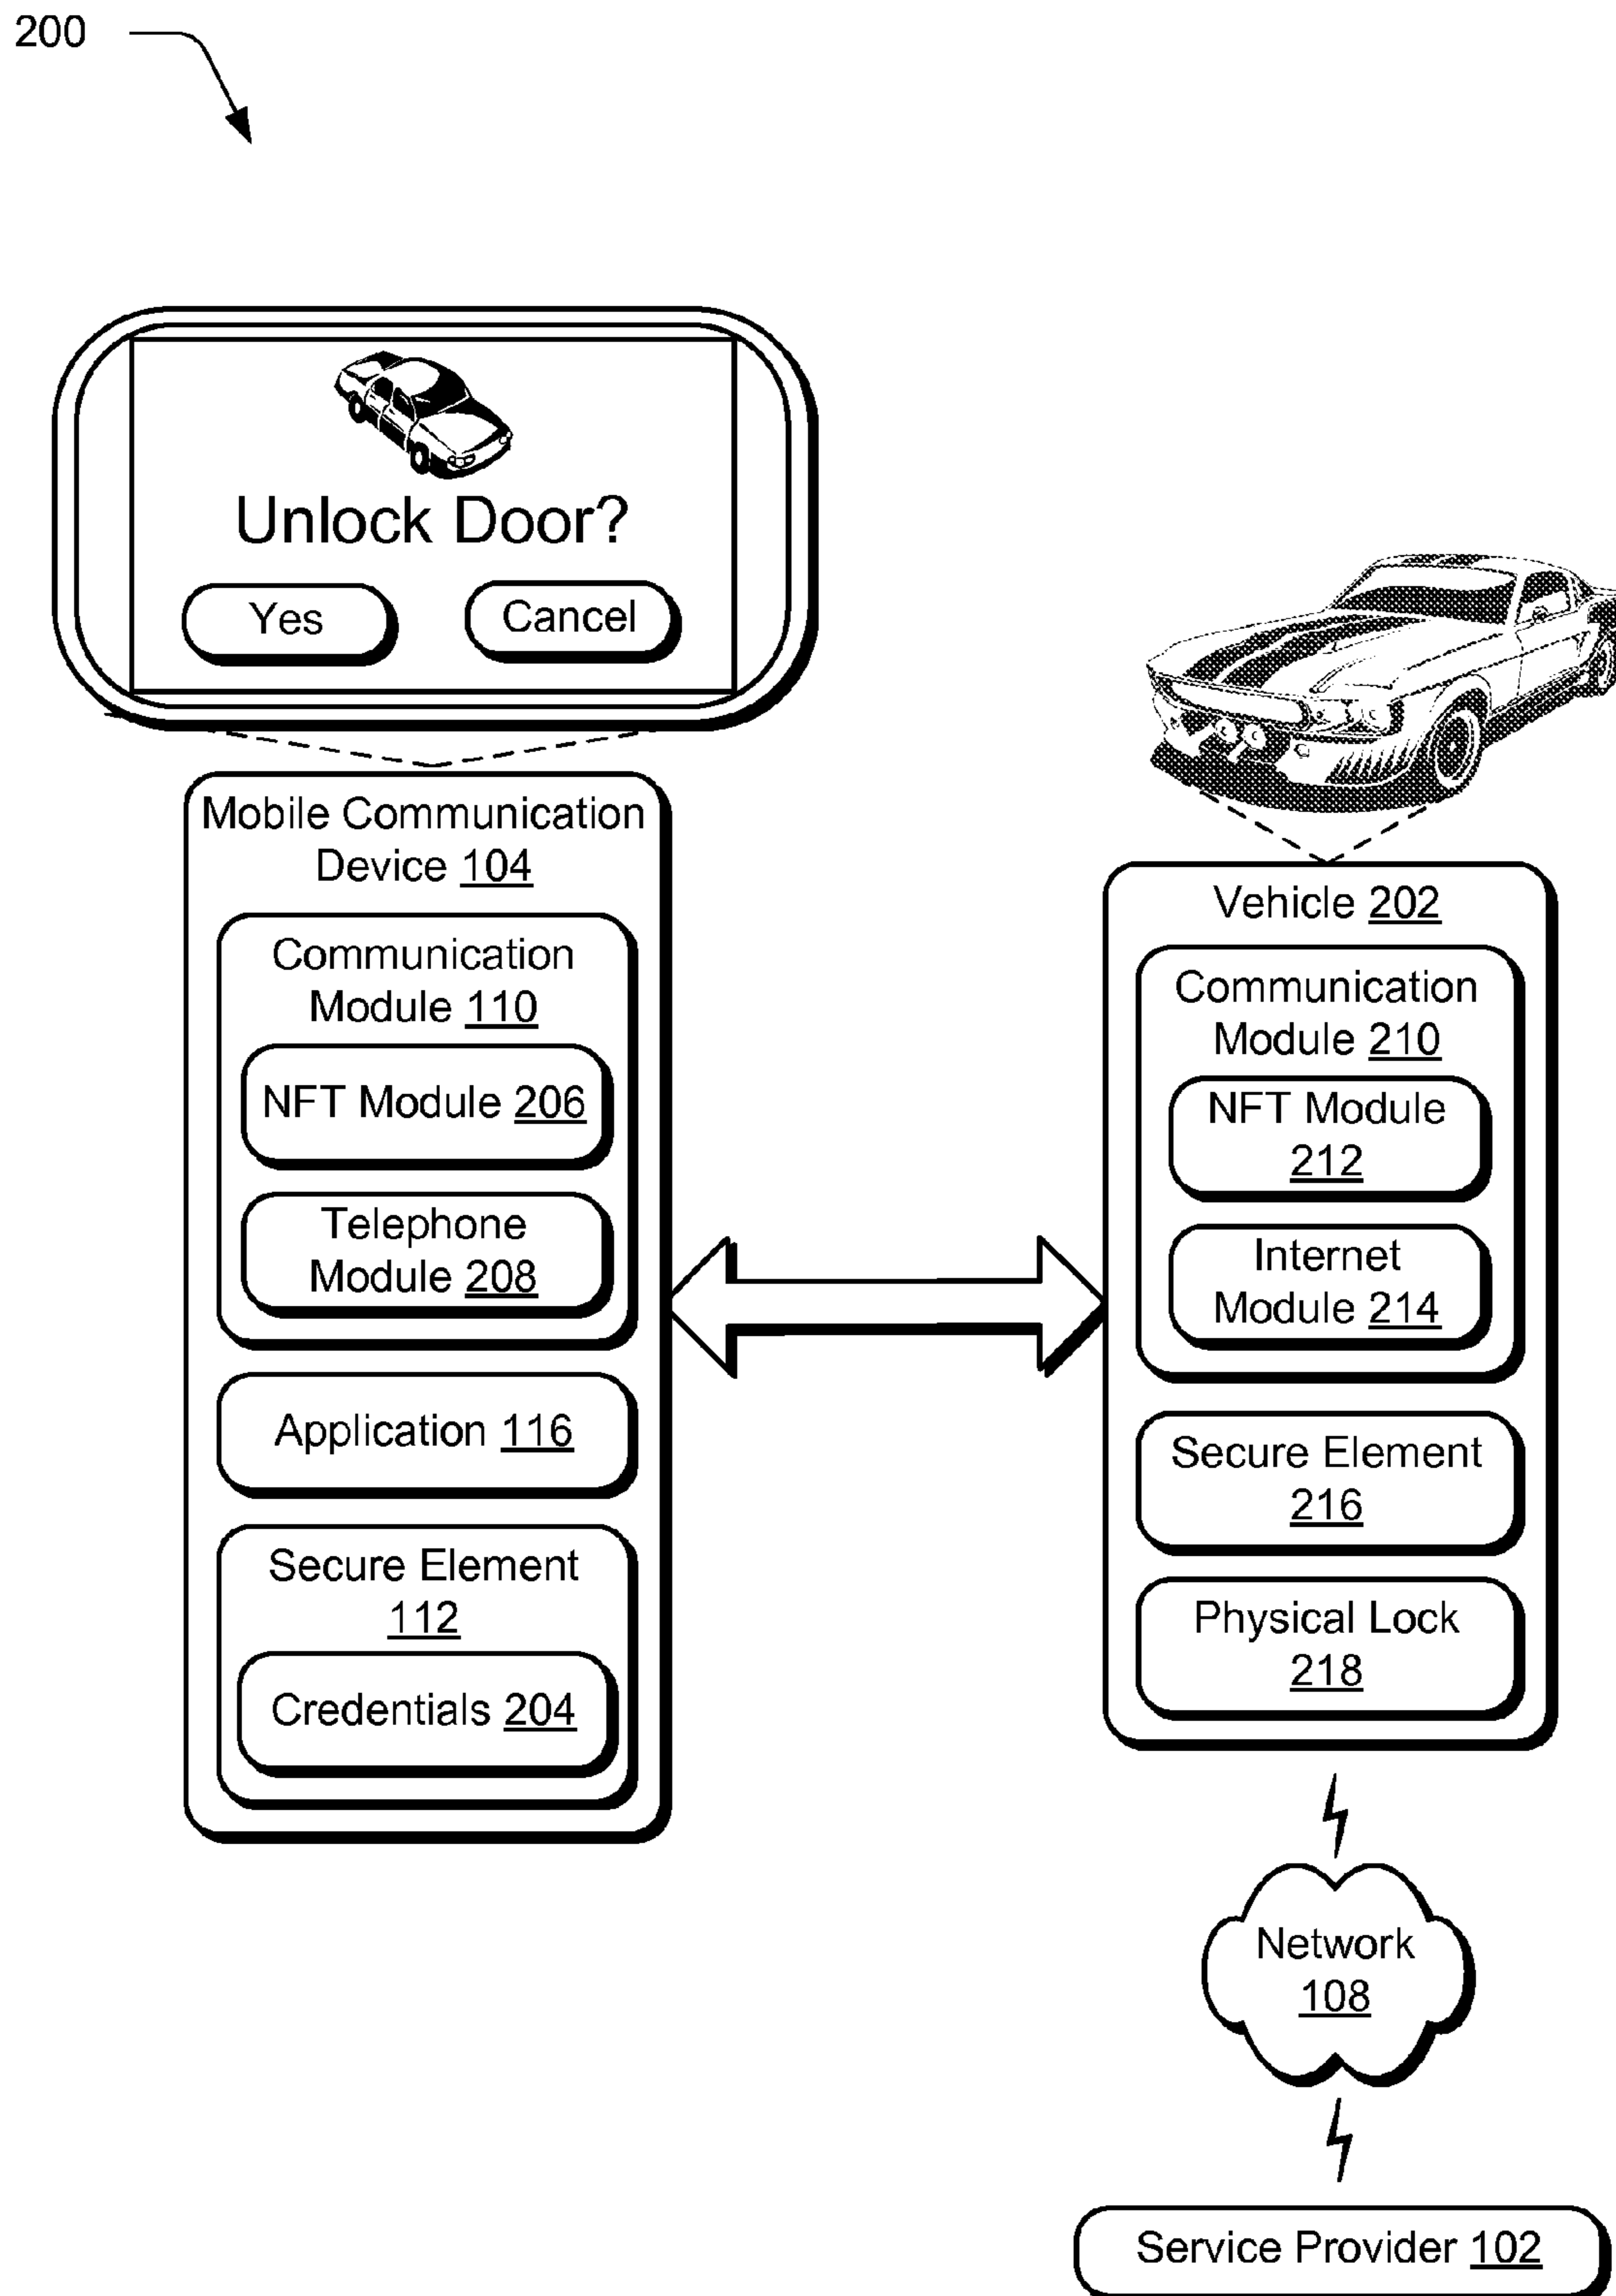 200
Unlock Door?
Yes
Cancel
Mobile Communication
Device 104
Communication
Module 110
NFT Module 206
Telephone
Module 208
Application 116
Secure Element
112
Credentials 204
Vehicle 202
Communication
Module 210
NFT Module
212
Internet
Module 214
Secure Element
216
Physical Lock
218
Network
108
Service Provider 102